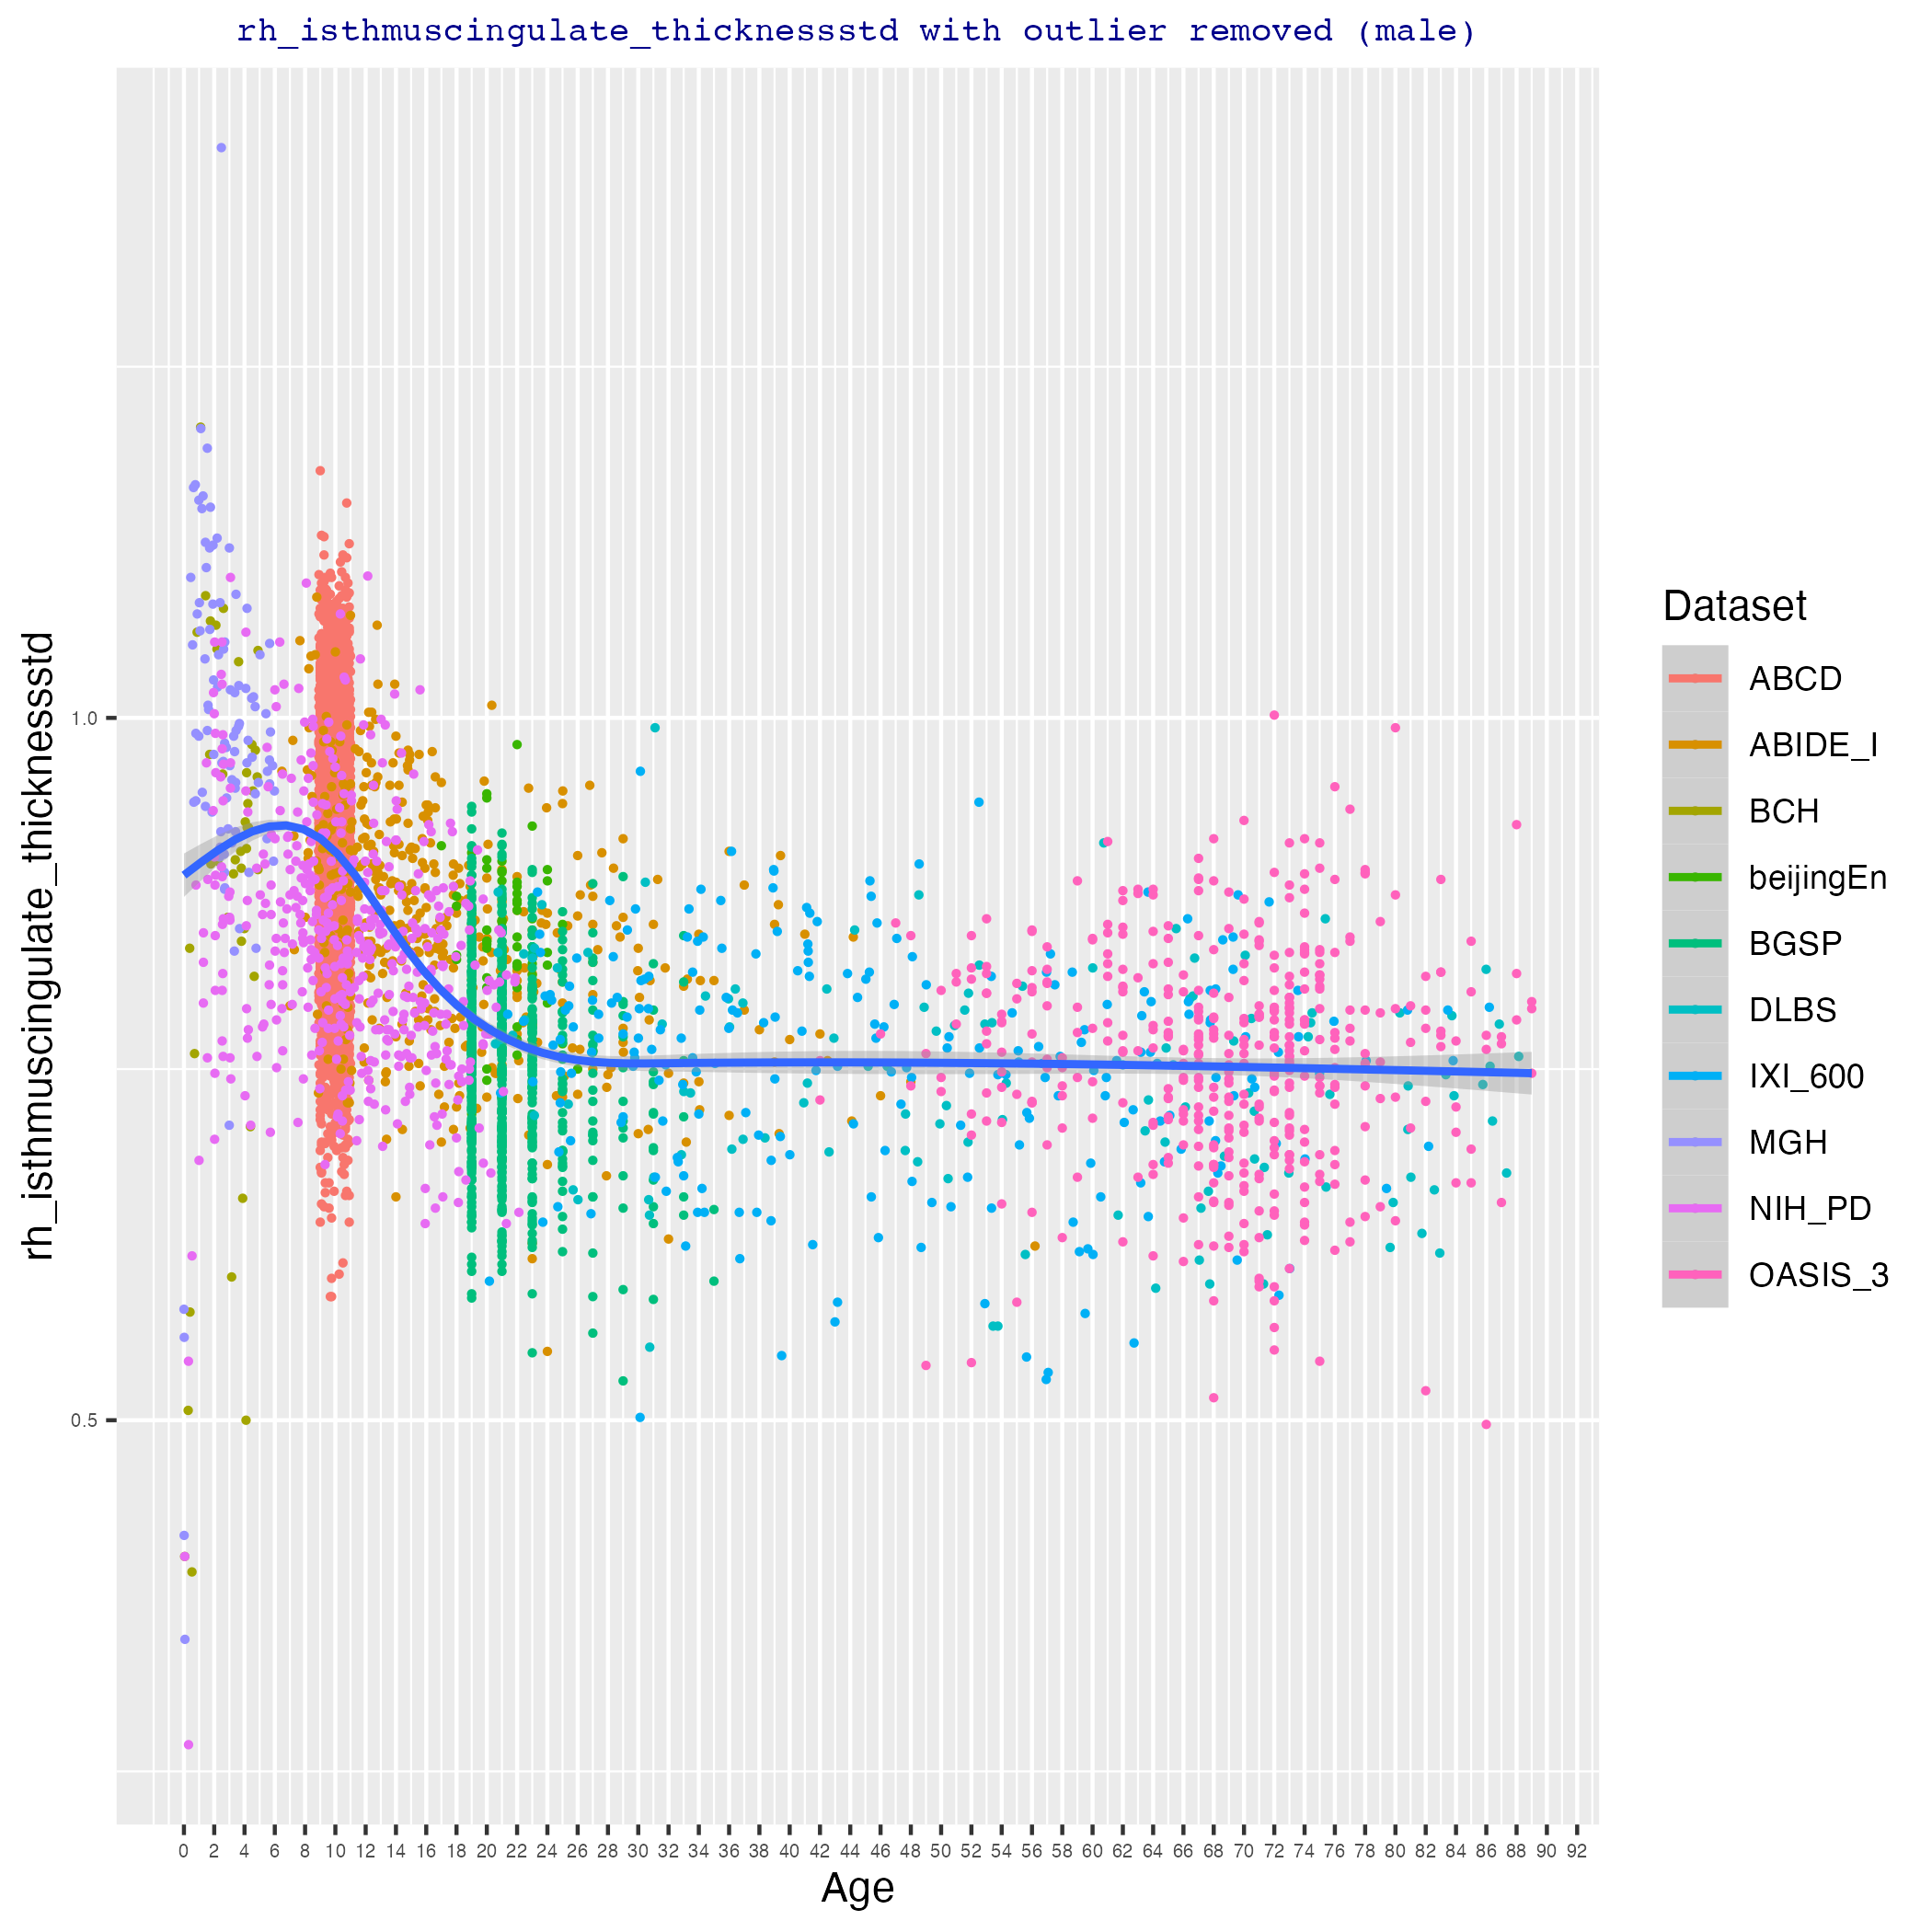 rh_isthmuscingulate_thicknessstd with outlier removed (male)
rh_isthmuscingulate_thicknessstd
1.0
0.5
0 2 4 6 8 10 12 14 16 18 20 22 24 26 28 30 32 34 36 38 40 42 44 46 48 50 52 54 56 58 60 62 64 66 68 70 72 74 76 78 80 82 84 86 88 90 92
Age
Dataset
ABCD
ABIDE_I
BCH
beijingEn
BGSP
DLBS
IXI_600
MGH
NIH_PD
OASIS_3